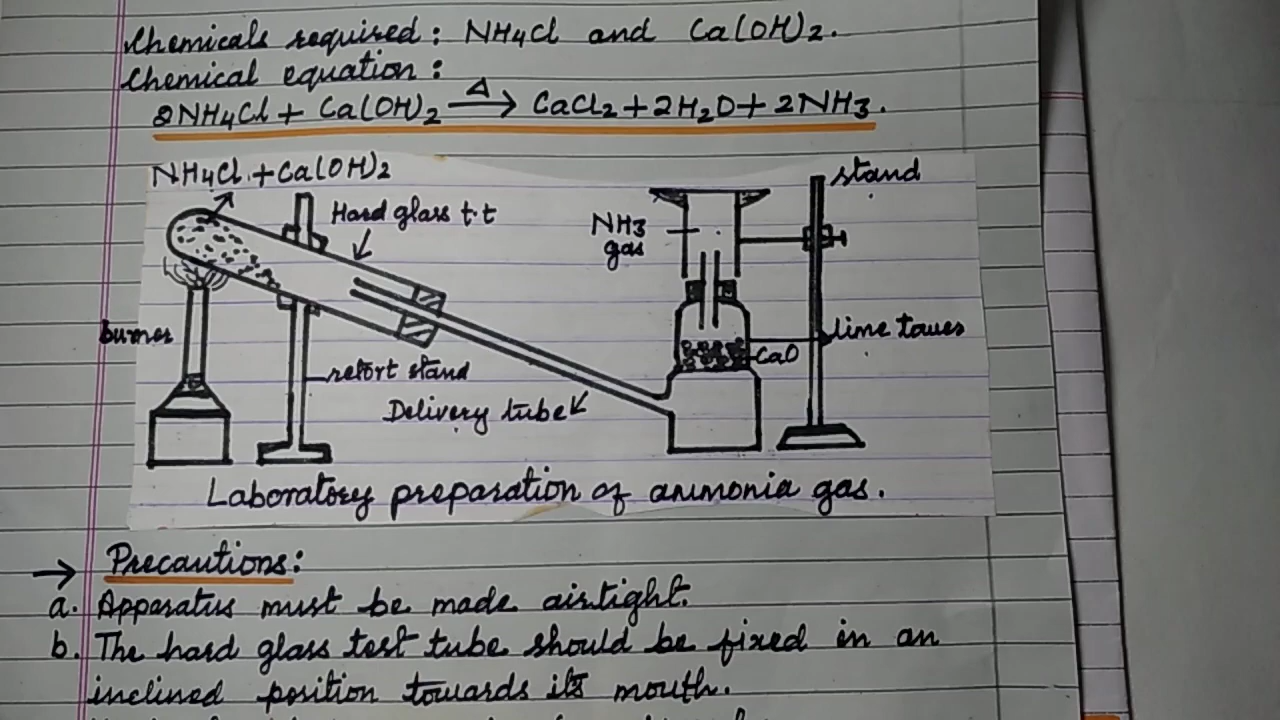 Chemicals required: NH4Cl and Ca(OH)2.
Chemical equation:
2NH4Cl + Ca(OH)2 Δ→ CaCl2 + 2H2O + 2NH3.
NH4Cl + Ca(OH)2
stand
Hard glass t.t
NH3
gas
burner
lime tower
CaO
retort stand
Delivery tube
Laboratory preparation of ammonia gas.
→ Precautions:
a. Apparatus must be made airtight.
b. The hard glass test tube should be fixed in an
inclined position towards its mouth.